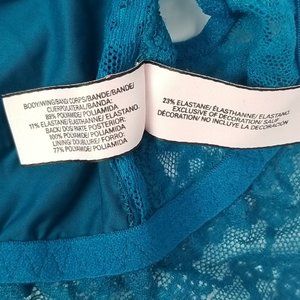 BODY/WING/BAND CORPS/BANDE/BANDE/
CUERPO/LATERAL/BANDA:
89% POLYAMIDE/ POLIAMIDA
11% ELASTANE/ÉLASTHANNE/ ELASTANO.
BACK/ DOS/ MATE POSTERIOR:
100% POLYAMIDE/ POLIAMIDA
LINING/ DOUBLURE/ FORRO:
77% POLYAMIDE/ POLIAMIDA
23% ELASTANE/ ÉLASTHANNE/ ELASTANO
EXCLUSIVE OF DECORATION/ SAUF
DÉCORATION/ NO INCLUYE LA DECORACIÓN